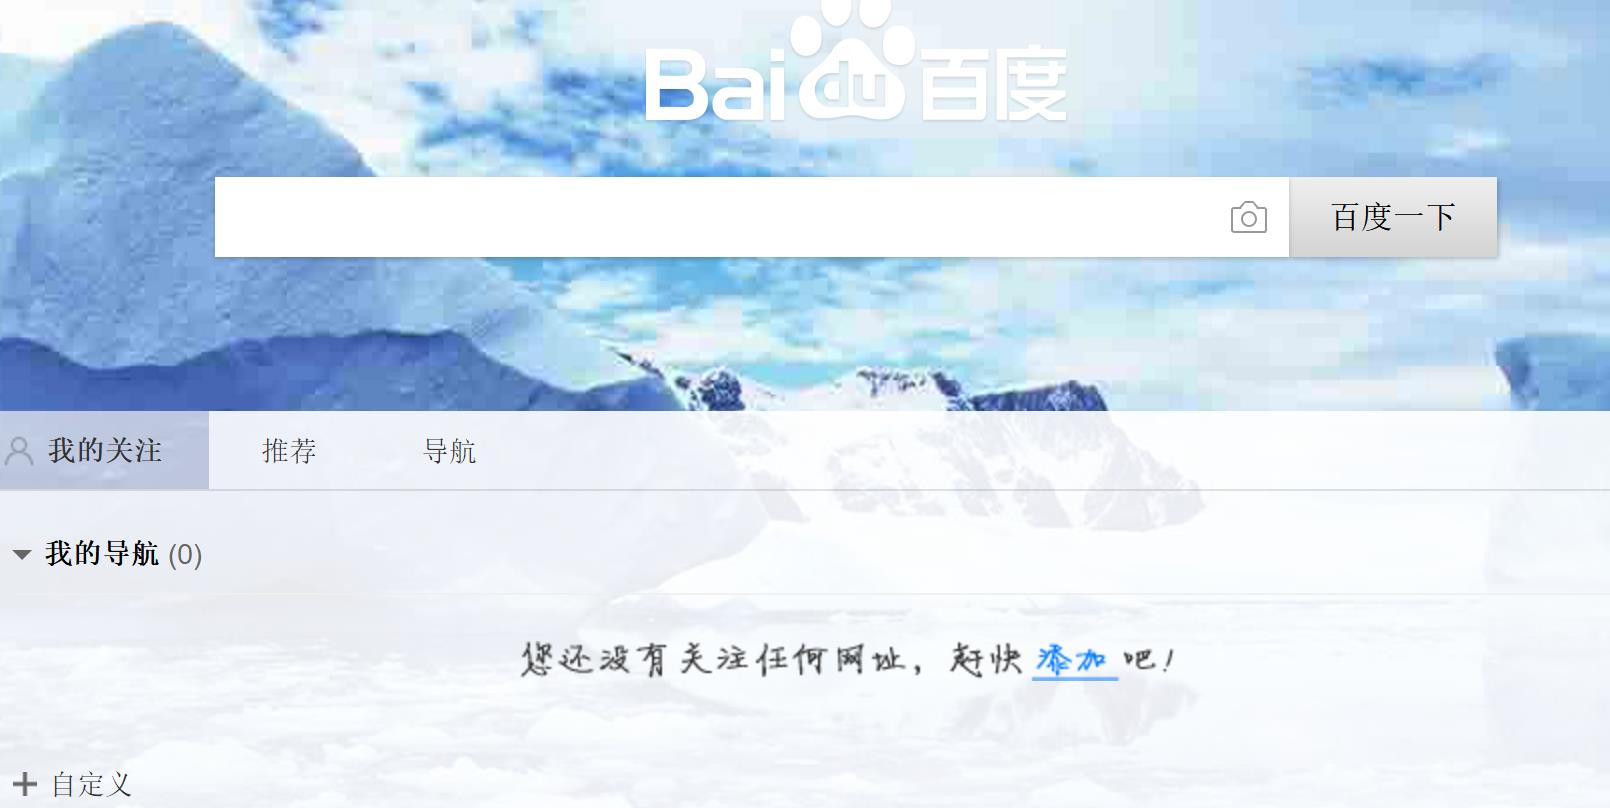 Bai du 百度
百度一下
我的关注 推荐 导航
我的导航 (0)
您还没有关注任何网址，赶快 添加 吧！
自定义